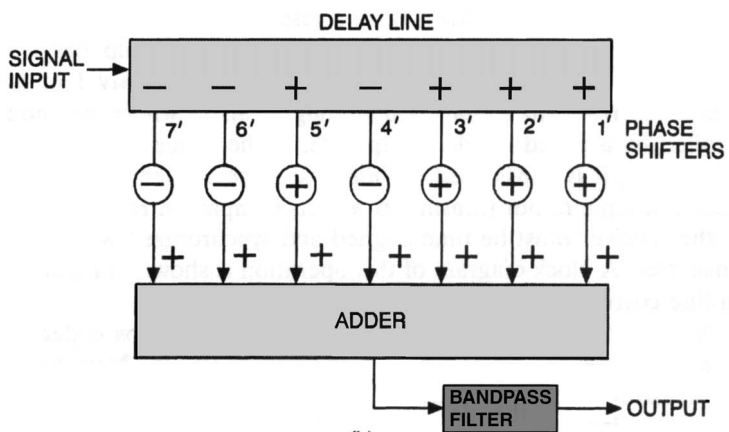 DELAY LINE
SIGNAL
INPUT
− − + − + + +
7' 6' 5' 4' 3' 2' 1'
PHASE
SHIFTERS
− − + − + + +
+ + + + + + +
ADDER
BANDPASS
FILTER
OUTPUT